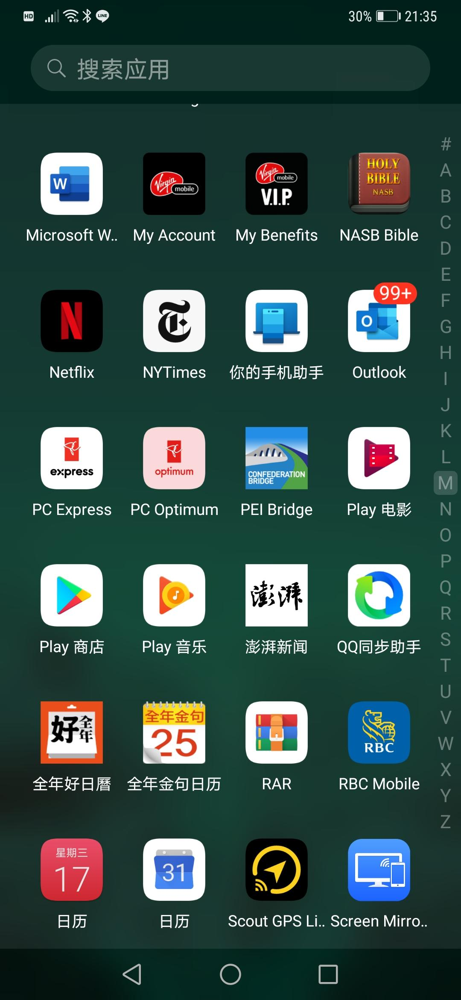 HD LINE 30% 21:35
搜索应用
W
Virgin mobile
Virgin mobile
V.I.P.
HOLY
BIBLE
NASB
Microsoft W.. My Account My Benefits NASB Bible
N
T
O
99+
Netflix NYTimes 你的手机助手 Outlook
express
optimum
CONFEDERATION
BRIDGE
PC Express PC Optimum PEI Bridge Play 电影
澎湃
Play 商店 Play 音乐 澎湃新闻 QQ同步助手
好全年
全年金句
25
RBC
全年好日曆 全年金句日历 RAR RBC Mobile
星期三
17
31
日历 日历 Scout GPS Li.. Screen Mirro..
#
A
B
C
D
E
F
G
H
I
J
K
L
M
N
O
P
Q
R
S
T
U
V
W
X
Y
Z